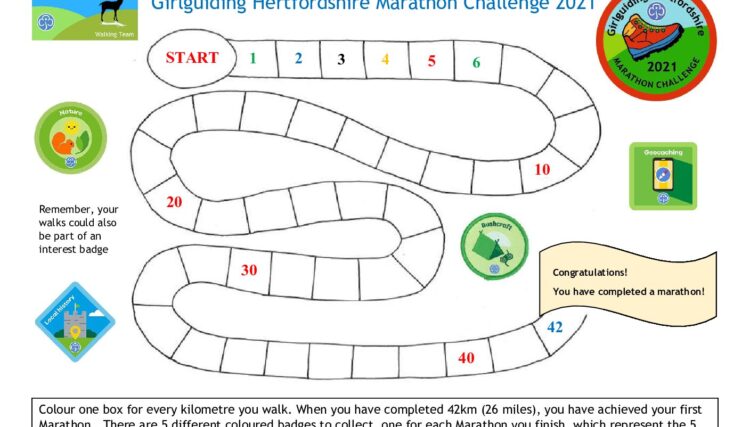 Girlguiding Hertfordshire Marathon Challenge 2021
Walking Team
Girlguiding Hertfordshire
2021
MARATHON CHALLENGE
START 1 2 3 4 5 6
Nature
Geocaching
10
20
Remember, your
walks could also
be part of an
interest badge
Bushcraft
Congratulations!
You have completed a marathon!
30
Local history
42
40
Colour one box for every kilometre you walk. When you have completed 42km (26 miles), you have achieved your first
Marathon. There are 5 different coloured badges to collect, one for each Marathon you finish, which represent the 5